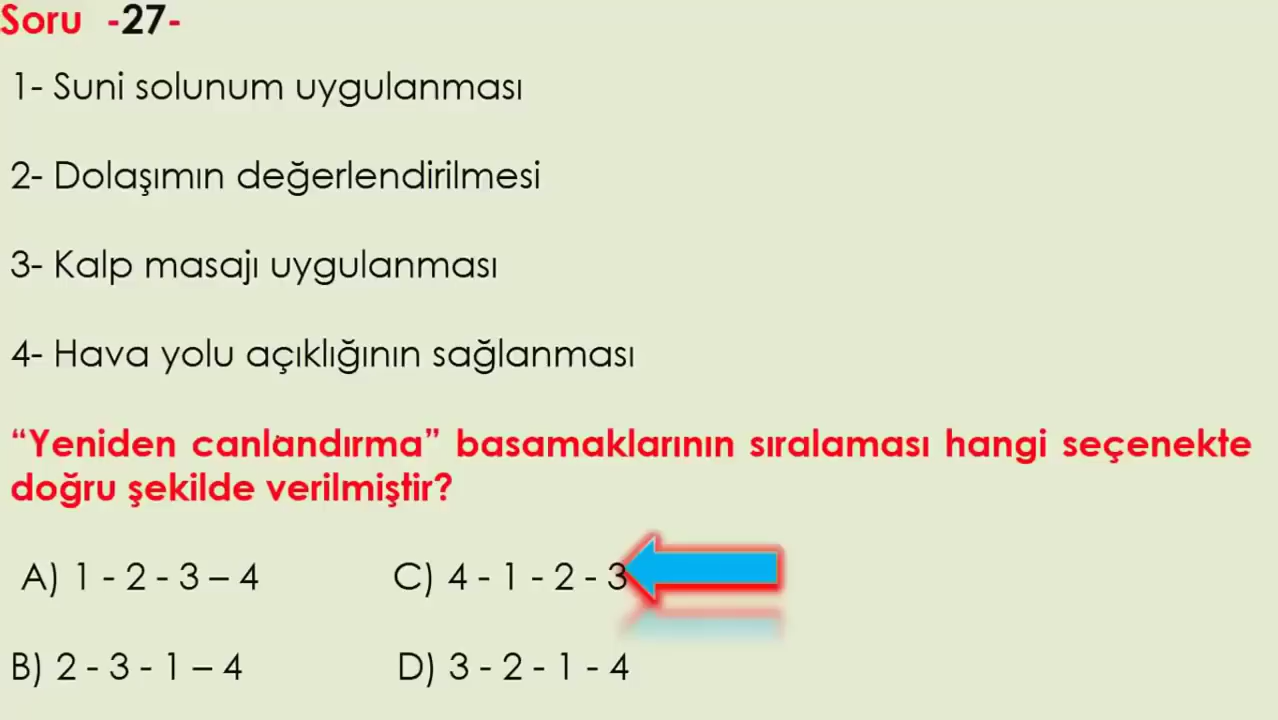 Soru -27-
1- Suni solunum uygulanması
2- Dolaşımın değerlendirilmesi
3- Kalp masajı uygulanması
4- Hava yolu açıklığının sağlanması
“Yeniden canlandırma” basamaklarının sıralaması hangi seçenekte
doğru şekilde verilmiştir?
A) 1 - 2 - 3 – 4 C) 4 - 1 - 2 - 3
B) 2 - 3 - 1 – 4 D) 3 - 2 - 1 - 4